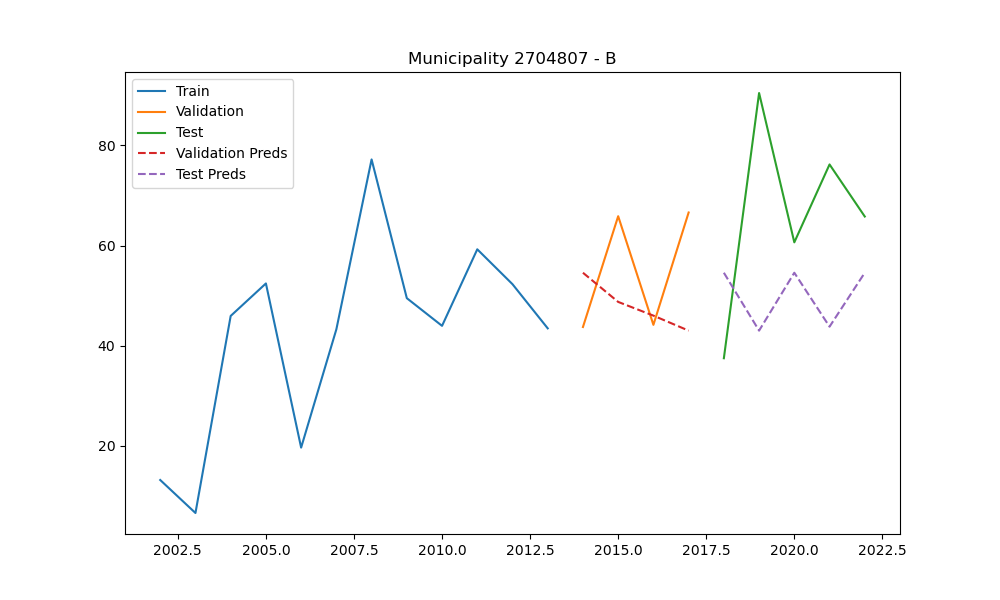 Municipality 2704807 - B
Train
Validation
Test
Validation Preds
Test Preds
80
60
40
20
2002.5 2005.0 2007.5 2010.0 2012.5 2015.0 2017.5 2020.0 2022.5